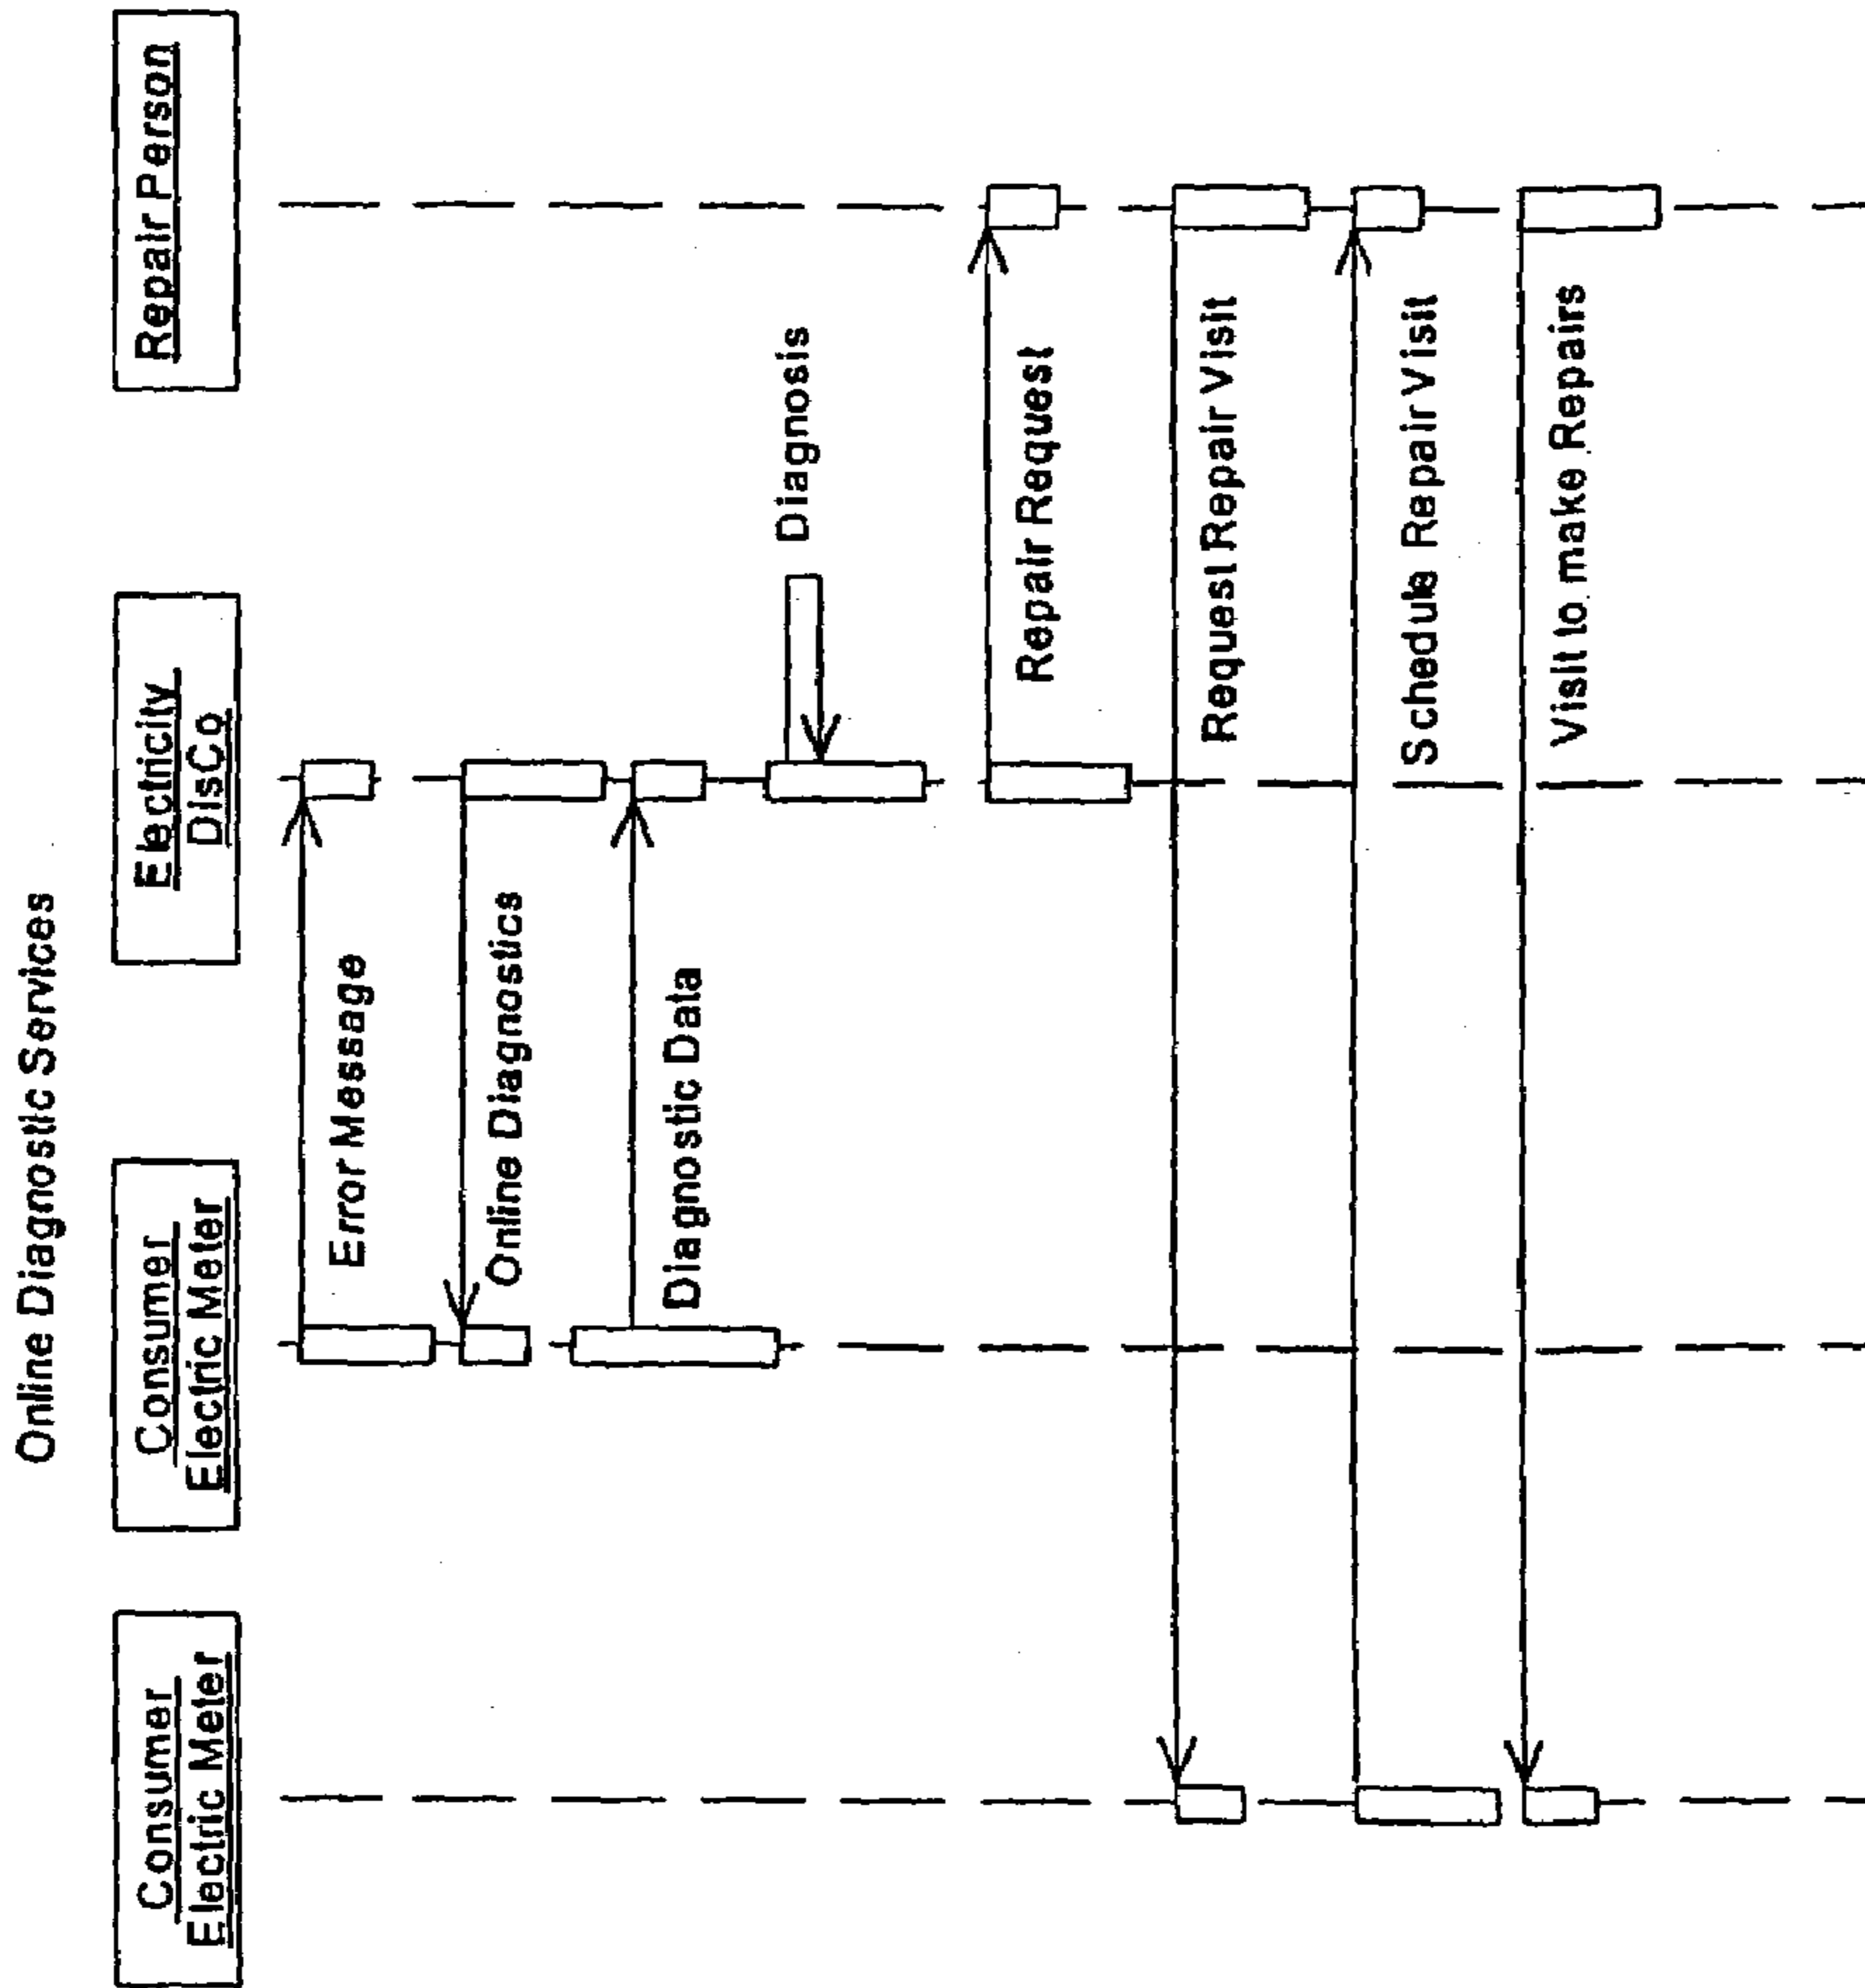 Online Diagnostic Services
Consumer
Electric Meter
Consumer
Electric Meter
Electricity
DisCo
Repair Person
Error Message
Online Diagnostics
Diagnostic Data
Diagnosis
Repair Request
Request Repair Visit
Schedule Repair Visit
Visit to make Repairs